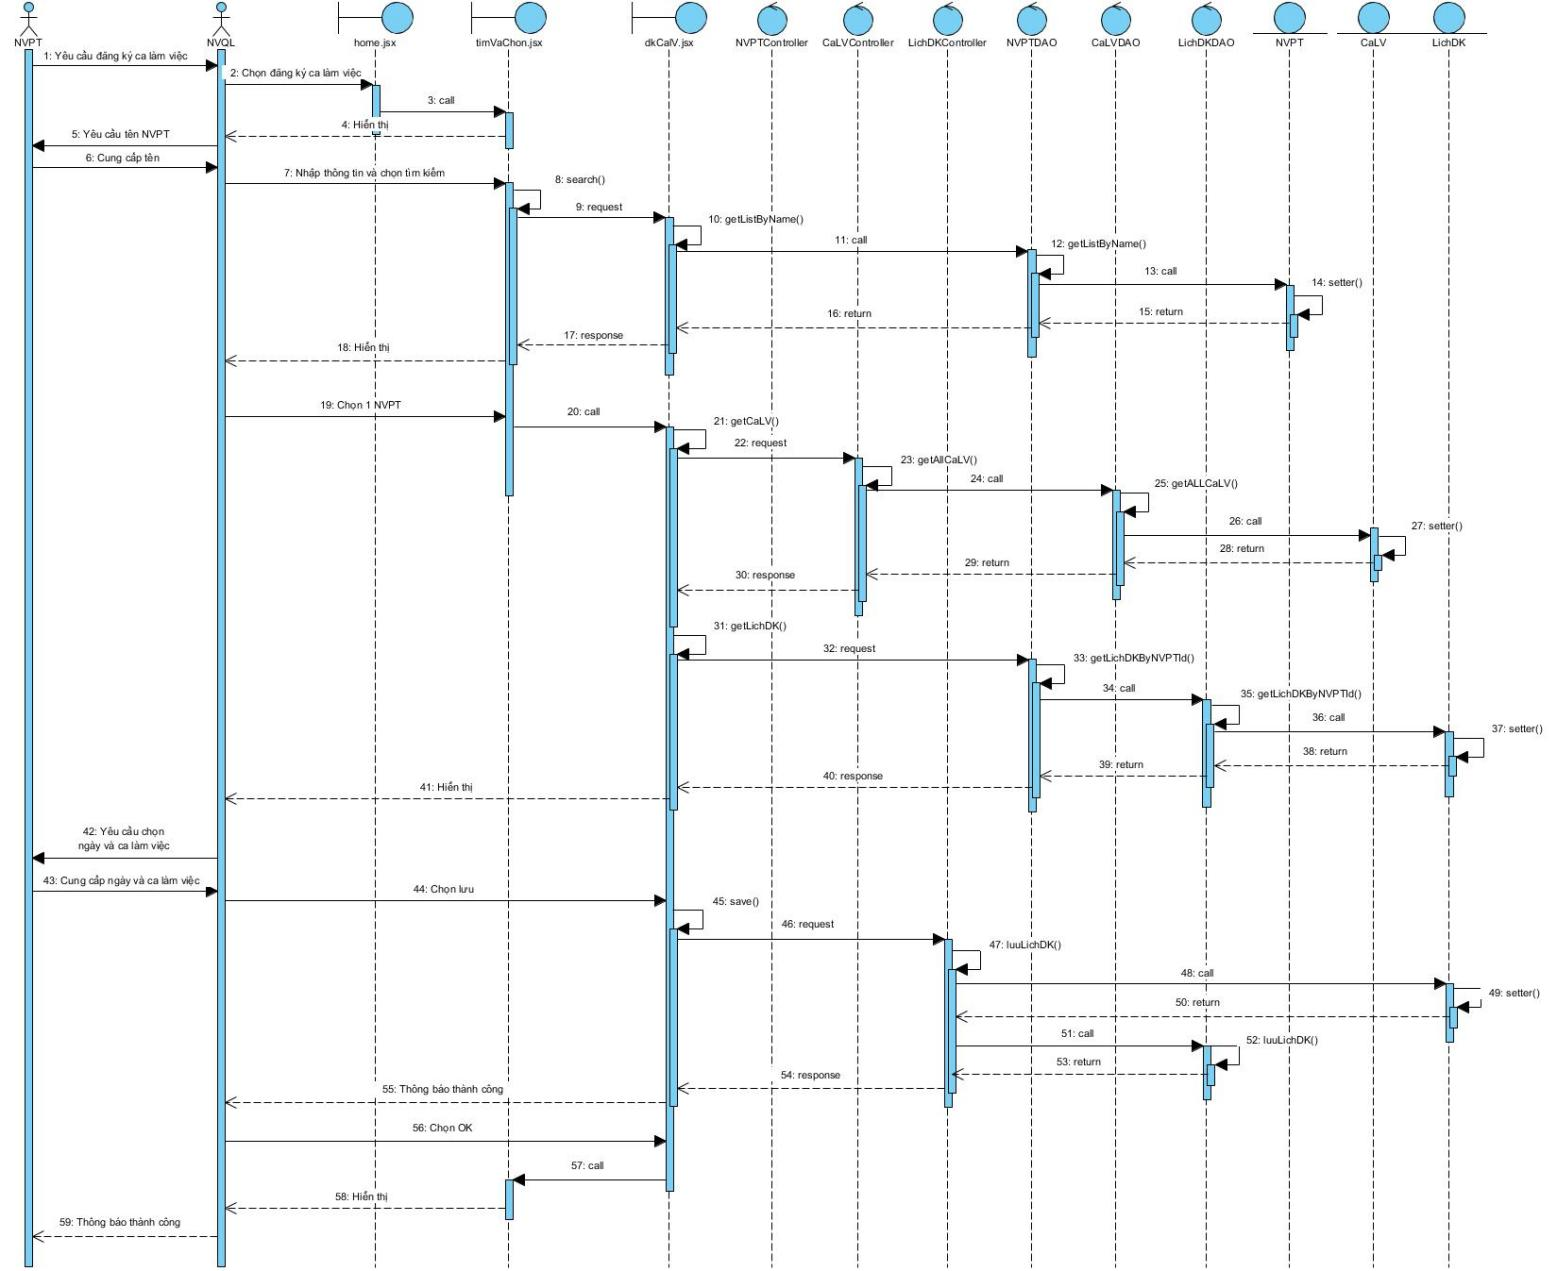 NVPT
NVQL
home.jsx
timVaChon.jsx
dkCalV.jsx
NVPTController
CaLVController
LichDKController
NVPTDAO
CaLVDAO
LichDKDAO
NVPT
CaLV
LichDK
1: Yêu cầu đăng ký ca làm việc
2: Chọn đăng ký ca làm việc
3: call
4: Hiển thị
5: Yêu cầu tên NVPT
6: Cung cấp tên
7: Nhập thông tin và chọn tìm kiếm
8: search()
9: request
10: getListByName()
11: call
12: getListByName()
13: call
14: setter()
15: return
16: return
17: response
18: Hiển thị
19: Chọn 1 NVPT
20: call
21: getCaLV()
22: request
23: getAllCaLV()
24: call
25: getALLCaLV()
26: call
27: setter()
28: return
29: return
30: response
31: getLichDK()
32: request
33: getLichDKByNVPTId()
34: call
35: getLichDKByNVPTId()
36: call
37: setter()
38: return
39: return
40: response
41: Hiển thị
42: Yêu cầu chọn
ngày và ca làm việc
43: Cung cấp ngày và ca làm việc
44: Chọn lưu
45: save()
46: request
47: luuLichDK()
48: call
49: setter()
50: return
51: call
52: luuLichDK()
53: return
54: response
55: Thông báo thành công
56: Chọn OK
57: call
58: Hiển thị
59: Thông báo thành công